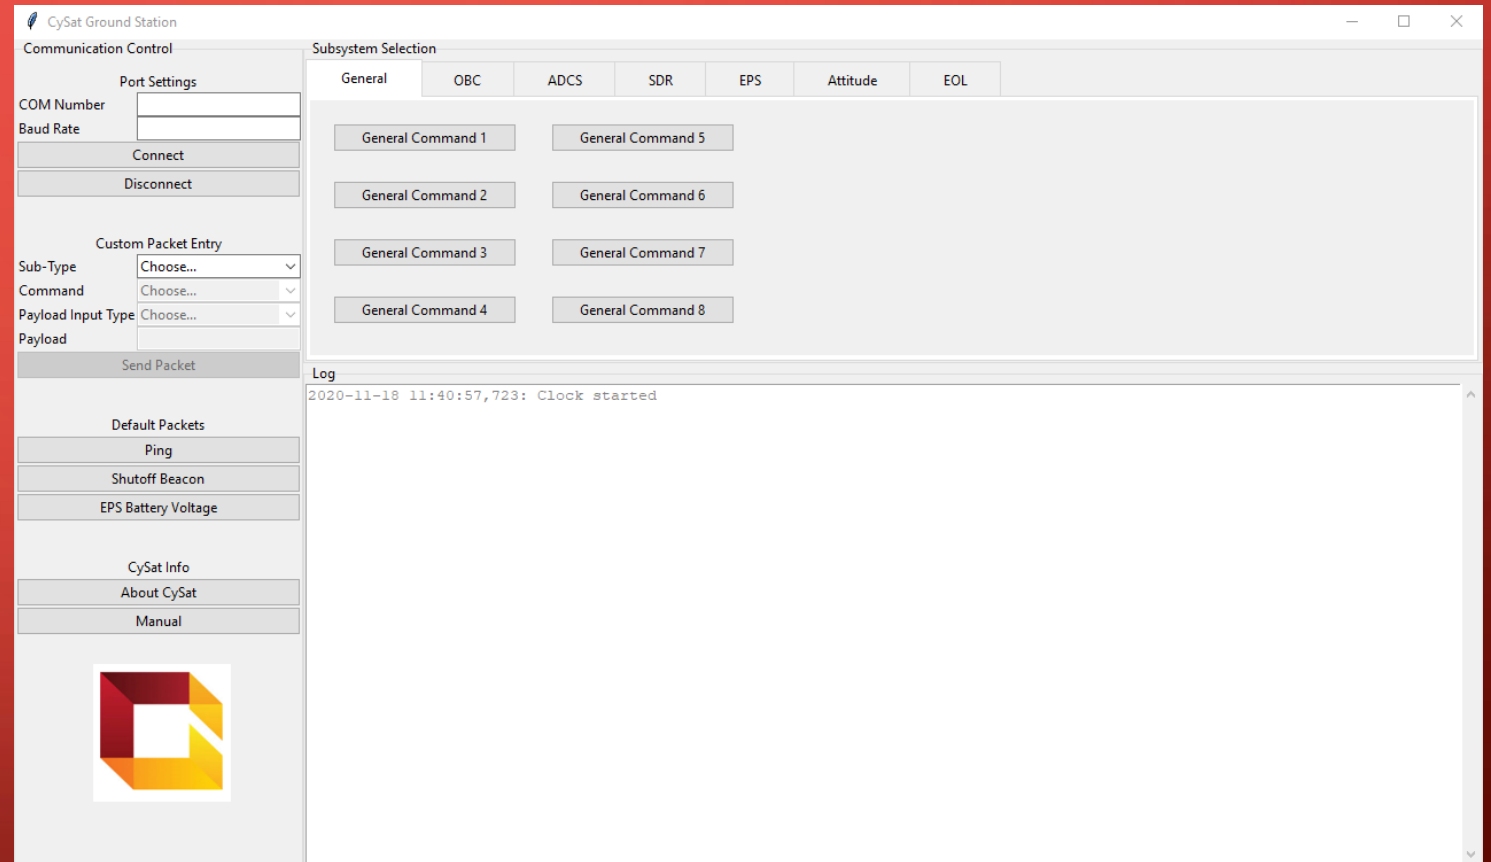 CySat Ground Station
Communication Control
Port Settings
COM Number
Baud Rate
Connect
Disconnect
Custom Packet Entry
Sub-Type Choose...
Command Choose...
Payload Input Type Choose...
Payload
Send Packet
Default Packets
Ping
Shutoff Beacon
EPS Battery Voltage
CySat Info
About CySat
Manual
Subsystem Selection
General OBC ADCS SDR EPS Attitude EOL
General Command 1 General Command 5
General Command 2 General Command 6
General Command 3 General Command 7
General Command 4 General Command 8
Log
2020-11-18 11:40:57,723: Clock started